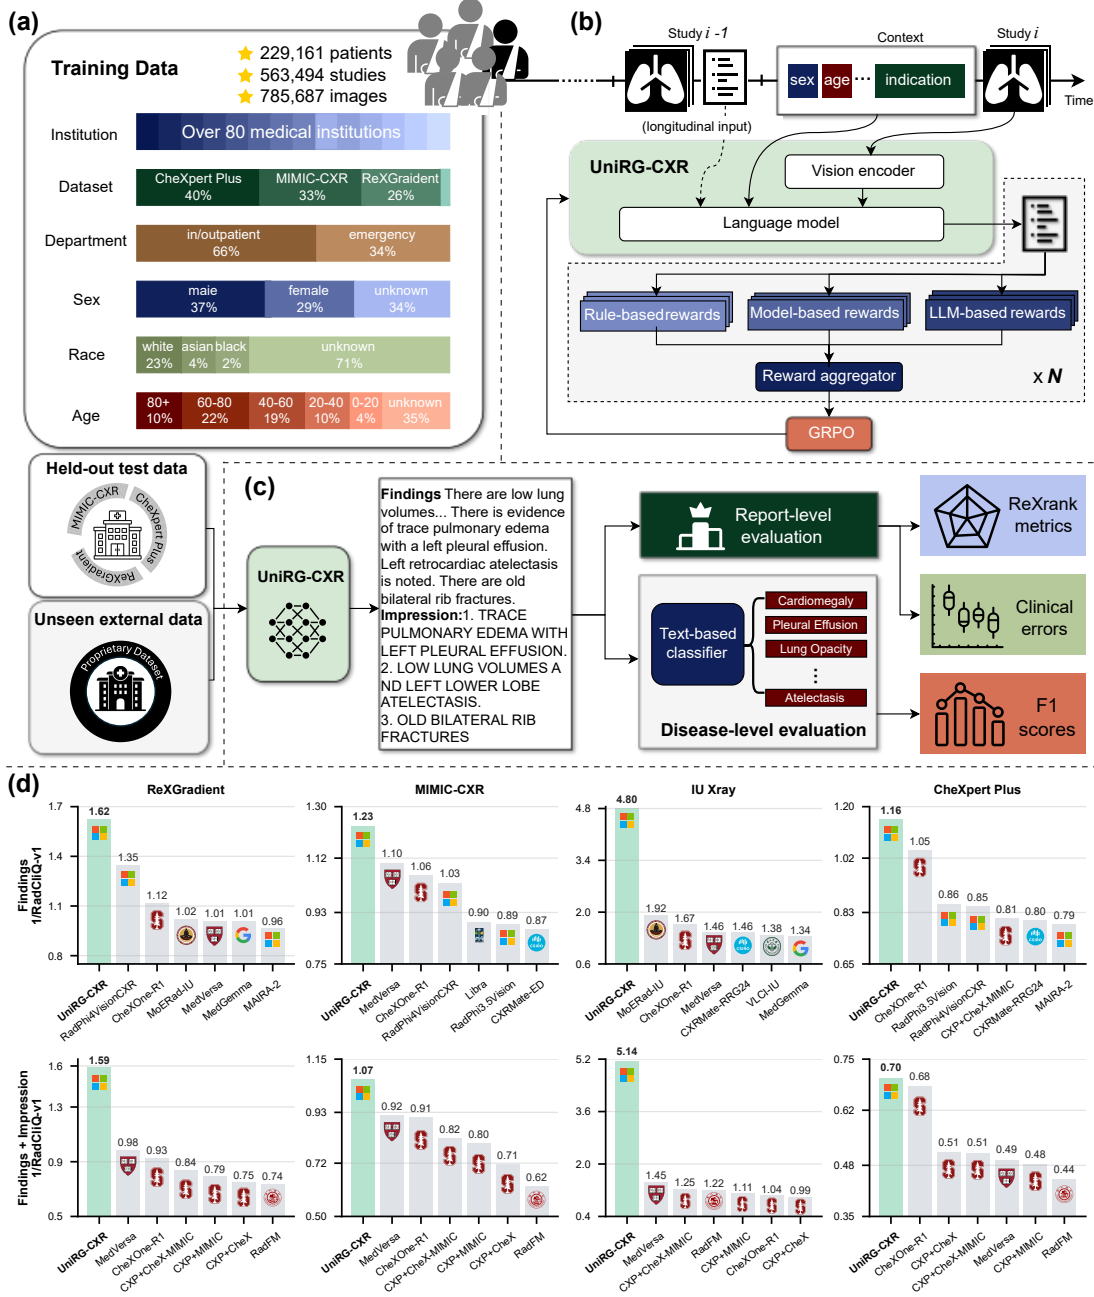 (a)
Training Data
229,161 patients
563,494 studies
785,687 images
Institution
Over 80 medical institutions
Dataset
CheXpert Plus MIMIC-CXR ReXGraident
40% 33% 26%
Department
in/outpatient emergency
66% 34%
Sex
male female unknown
37% 29% 34%
Race
white asian black unknown
23% 4% 2% 71%
Age
80+ 60-80 40-60 20-40 0-20 unknown
10% 22% 19% 10% 4% 35%
(b)
Study i -1
Context
Study i
sex age ... indication
Time
(longitudinal input)
UniRG-CXR
Vision encoder
Language model
Rule-based rewards
Model-based rewards
LLM-based rewards
Reward aggregator
x N
GRPO
Held-out test data
MIMIC-CXR
CheXpert Plus
ReXGradient
Unseen external data
Proprietary Dataset
(c)
UniRG-CXR
Findings There are low lung
volumes... There is evidence
of trace pulmonary edema
with a left pleural effusion.
Left retrocardiac atelectasis
is noted. There are old
bilateral rib fractures.
Impression:1. TRACE
PULMONARY EDEMA WITH
LEFT PLEURAL EFFUSION.
2. LOW LUNG VOLUMES A
ND LEFT LOWER LOBE
ATELECTASIS.
3. OLD BILATERAL RIB
FRACTURES
Report-level
evaluation
Text-based
classifier
Cardiomegaly
Pleural Effusion
Lung Opacity
Atelectasis
Disease-level evaluation
ReXrank
metrics
Clinical
errors
F1
scores
(d)
ReXGradient
Findings
1/RadCliQ-v1
1.7
1.4
1.1
0.8
1.62
1.35
1.12
1.02
1.01
1.01
0.96
UniRG-CXR
RadPhi4VisionCXR
CheXOne-R1
MoERad-IU
MedVersa
MedGemma
MAIRA-2
MIMIC-CXR
1.30
1.12
0.93
0.75
1.23
1.10
1.06
1.03
0.90
0.89
0.87
UniRG-CXR
MedVersa
CheXOne-R1
RadPhi4VisionCXR
Libra
RadPhi3.5Vision
CXRMate-ED
IU Xray
4.8
3.4
2.0
0.6
4.80
1.92
1.67
1.46
1.46
1.38
1.34
UniRG-CXR
MoERad-IU
CheXOne-R1
MedVersa
CXRMate-RRG24
VLCI-IU
MedGemma
CheXpert Plus
1.20
1.02
0.83
0.65
1.16
1.05
0.86
0.85
0.81
0.80
0.79
UniRG-CXR
CheXOne-R1
RadPhi3.5Vision
RadPhi4VisionCXR
CXP+CheX-MIMIC
CXRMate-RRG24
MAIRA-2
Findings + Impression
1/RadCliQ-v1
1.6
1.3
0.9
0.5
1.59
0.98
0.93
0.84
0.79
0.75
0.74
UniRG-CXR
MedVersa
CheXOne-R1
CXP+CheX-MIMIC
CXP+MIMIC
CXP+CheX
RadFM
1.15
0.93
0.72
0.50
1.07
0.92
0.91
0.82
0.80
0.71
0.62
UniRG-CXR
MedVersa
CheXOne-R1
CXP+CheX-MIMIC
CXP+MIMIC
CXP+CheX
RadFM
5.2
3.6
2.0
0.4
5.14
1.45
1.25
1.22
1.11
1.04
0.99
UniRG-CXR
MedVersa
CXP+CheX-MIMIC
RadFM
CXP+MIMIC
CheXOne-R1
CXP+CheX
0.75
0.62
0.48
0.35
0.70
0.68
0.51
0.51
0.49
0.48
0.44
UniRG-CXR
CheXOne-R1
CXP+CheX
CXP+CheX-MIMIC
MedVersa
CXP+MIMIC
RadFM